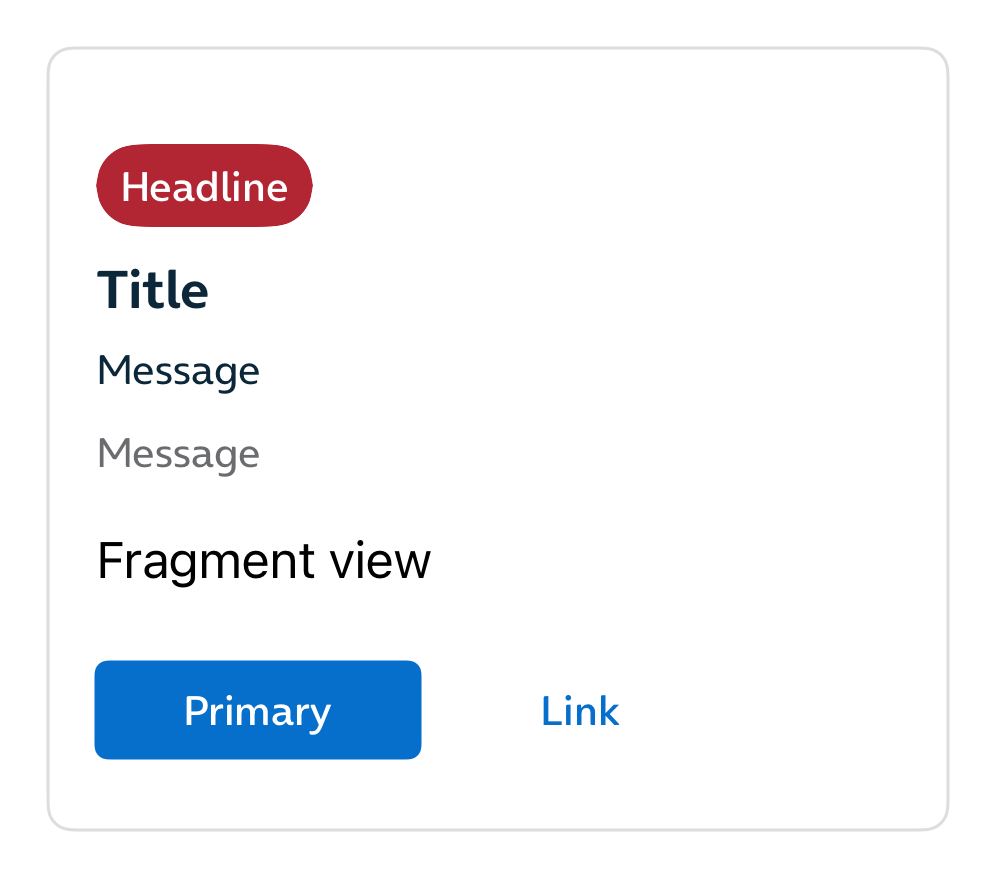 Headline
Title
Message
Message
Fragment view
Primary Link